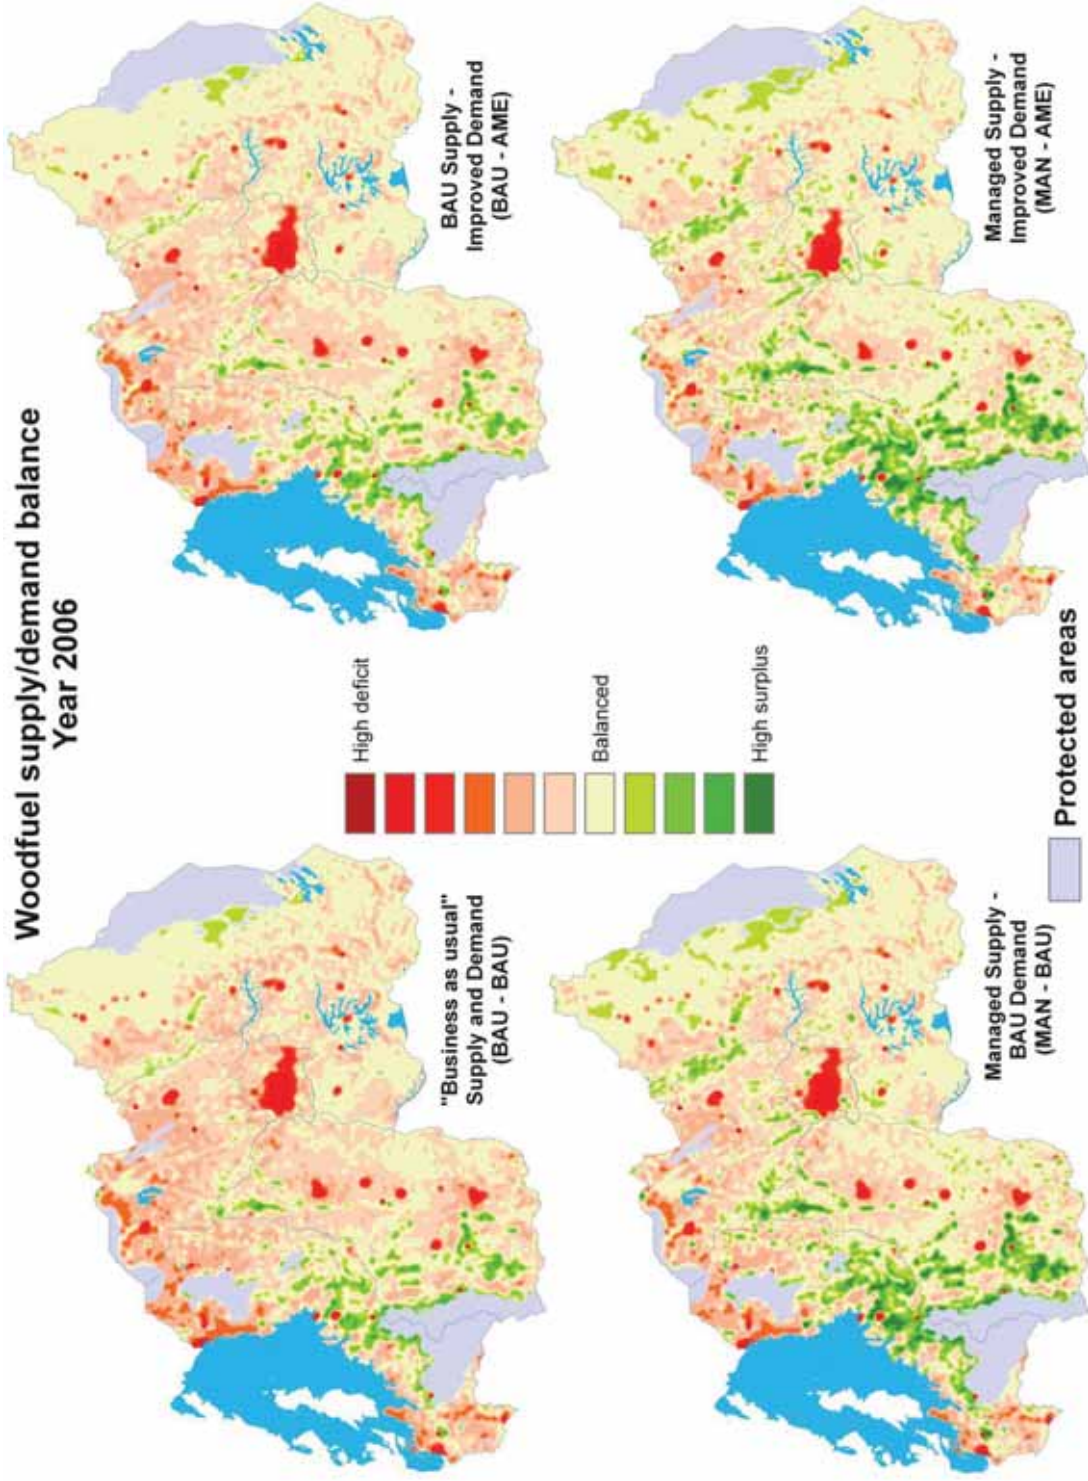 Woodfuel supply/demand balance
Year 2006
"Business as usual"
Supply and Demand
(BAU - BAU)
BAU Supply -
Improved Demand
(BAU - AME)
High deficit
Balanced
High surplus
Managed Supply -
BAU Demand
(MAN - BAU)
Managed Supply -
Improved Demand
(MAN - AME)
Protected areas